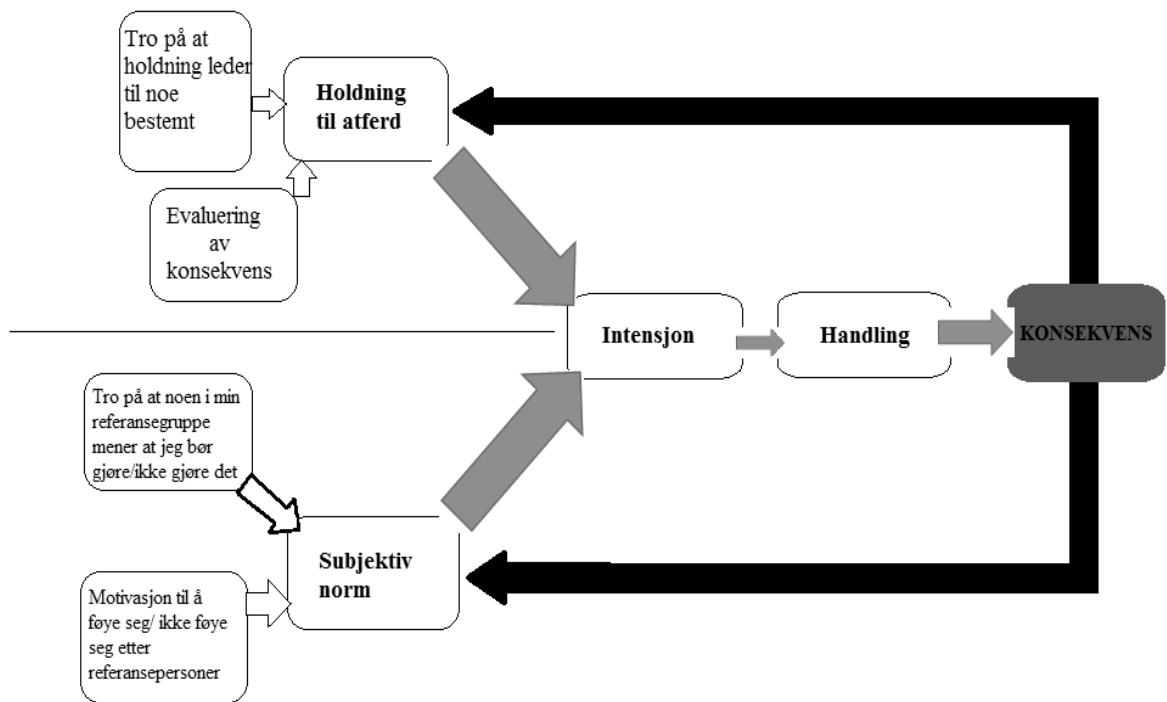 Tro på at
holdning leder
til noe
bestemt
Holdning
til atferd
Evaluering
av
konsekvens
Intensjon
Handling
KONSEKVENS
Tro på at noen i min
referansegruppe
mener at jeg bør
gjøre/ikke gjøre det
Subjektiv
norm
Motivasjon til å
føye seg/ ikke føye
seg etter
referansepersoner